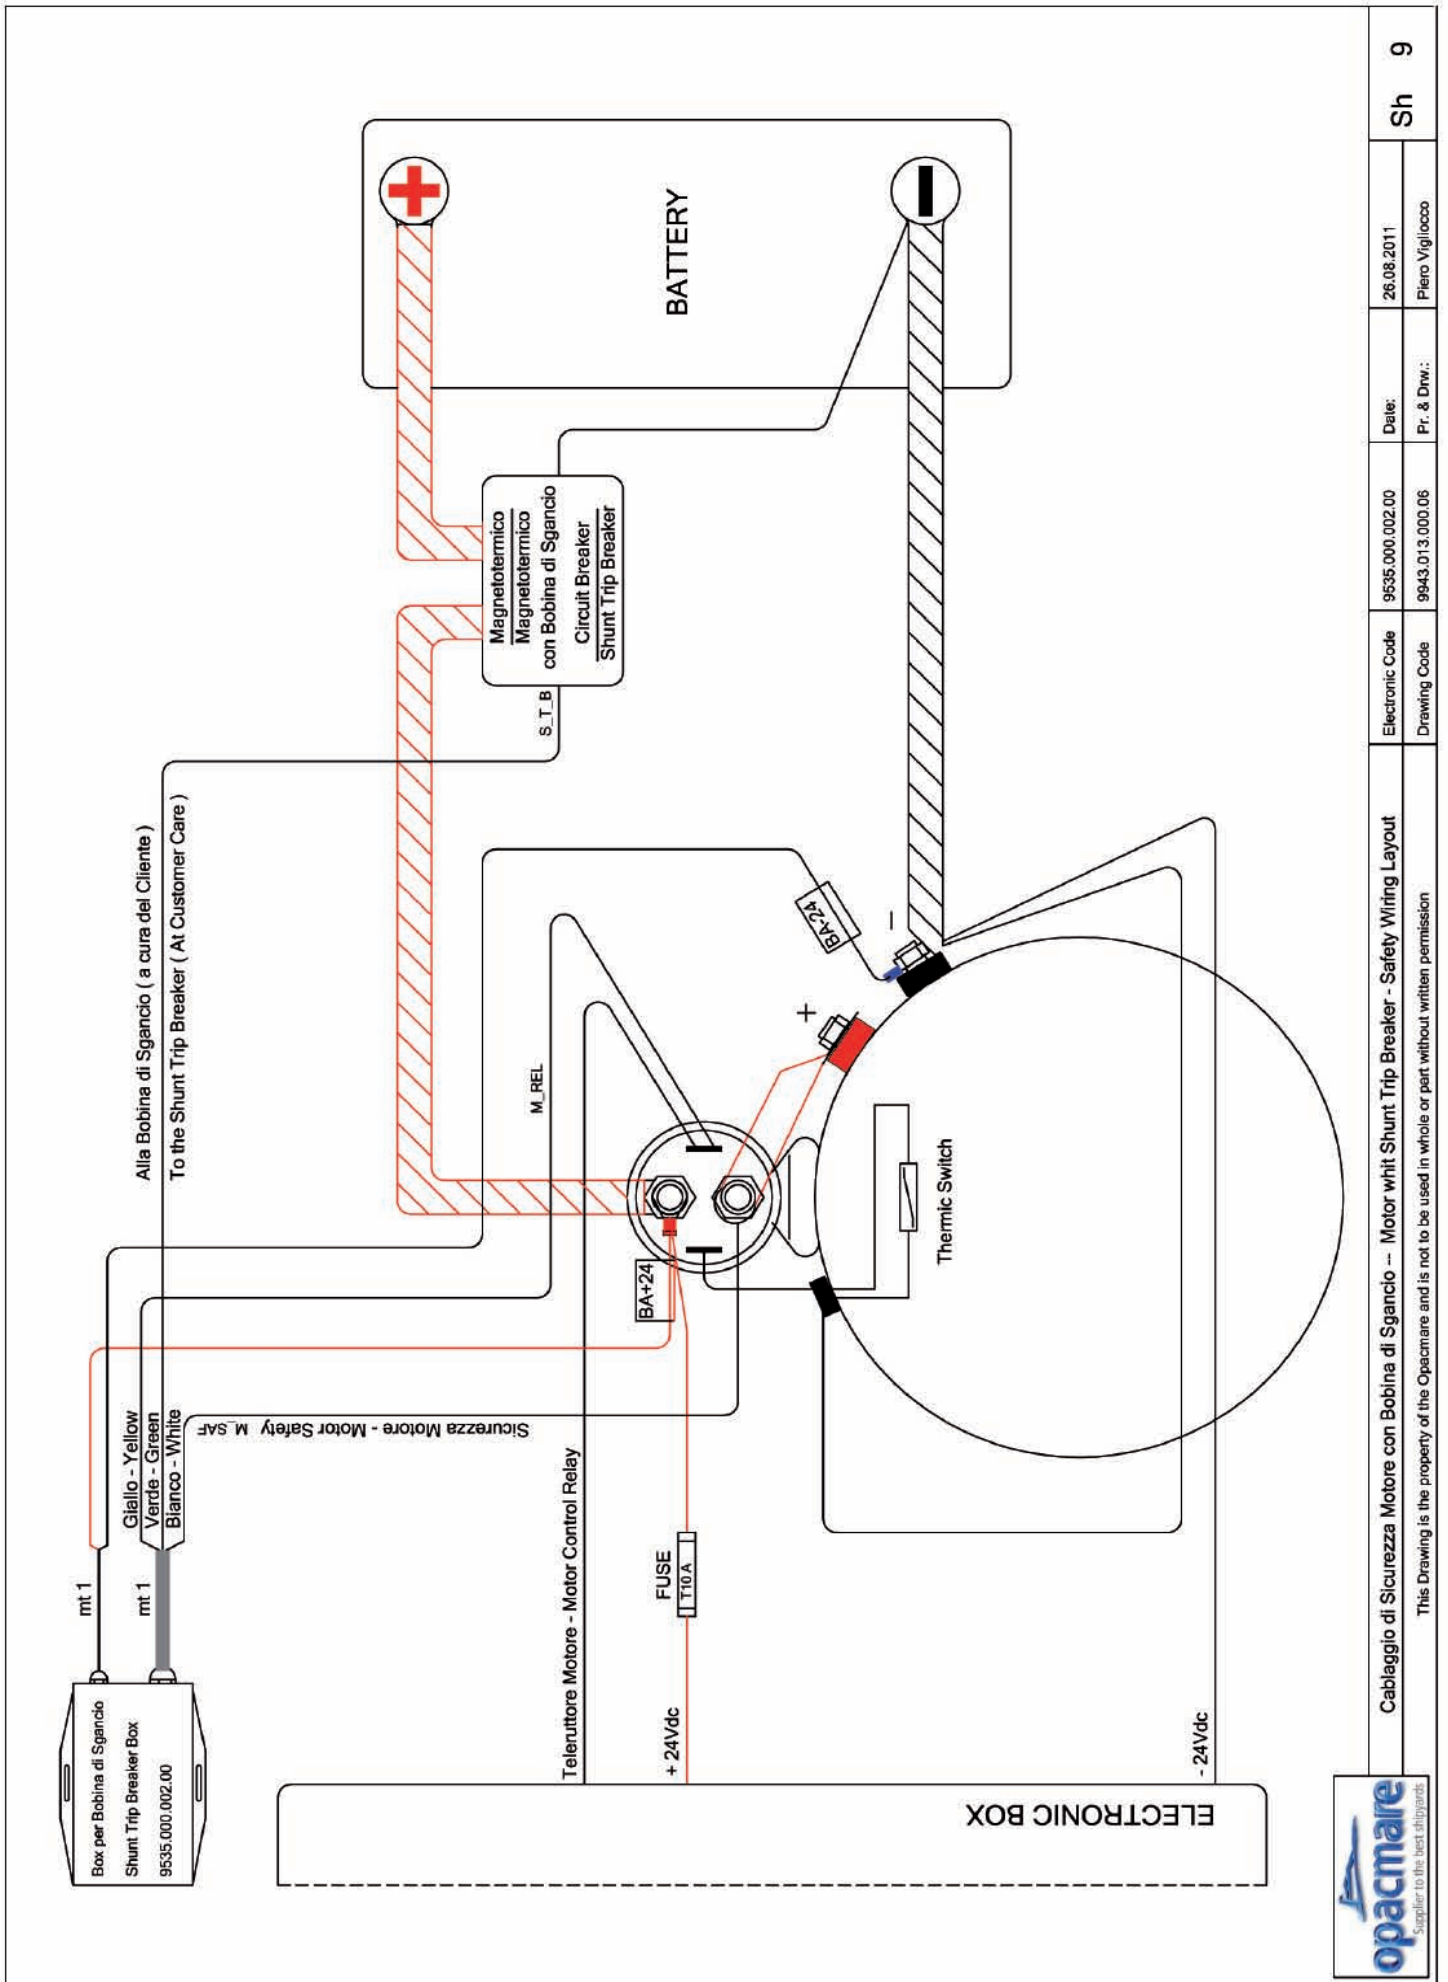 mt 1
mt 1
Box per Bobina di Sgancio
Shunt Trip Breaker Box
9535.000.002.00
Giallo - Yellow
Verde - Green
Bianco - White
Alla Bobina di Sgancio ( a cura del Cliente )
To the Shunt Trip Breaker ( At Customer Care )
Sicurezza Motore - Motor Safety M_SAF
M_REL
S_T_B
Magnetotermico
Magnetotermico
con Bobina di Sgancio
Circuit Breaker
Shunt Trip Breaker
BATTERY
BA+24
BA-24
+
-
Teleruttore Motore - Motor Control Relay
FUSE
T10 A
+ 24Vdc
- 24Vdc
Thermic Switch
ELECTRONIC BOX
opacmare
Supplier to the best shipyards
Cablaggio di Sicurezza Motore con Bobina di Sgancio -- Motor whit Shunt Trip Breaker - Safety Wiring Layout
This Drawing is the property of the Opacmare and is not to be used in whole or part without written permission
Electronic Code
9535.000.002.00
Date:
26.08.2011
Drawing Code
9943.013.000.06
Pr. & Drw.:
Piero Vigliocco
Sh 9